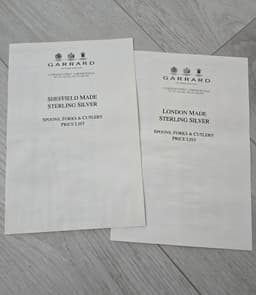 GARRARD
SHEFFIELD MADE
STERLING SILVER
SPOONS, FORKS & CUTLERY
PRICE LIST
GARRARD
LONDON MADE
STERLING SILVER
SPOONS, FORKS & CUTLERY
PRICE LIST